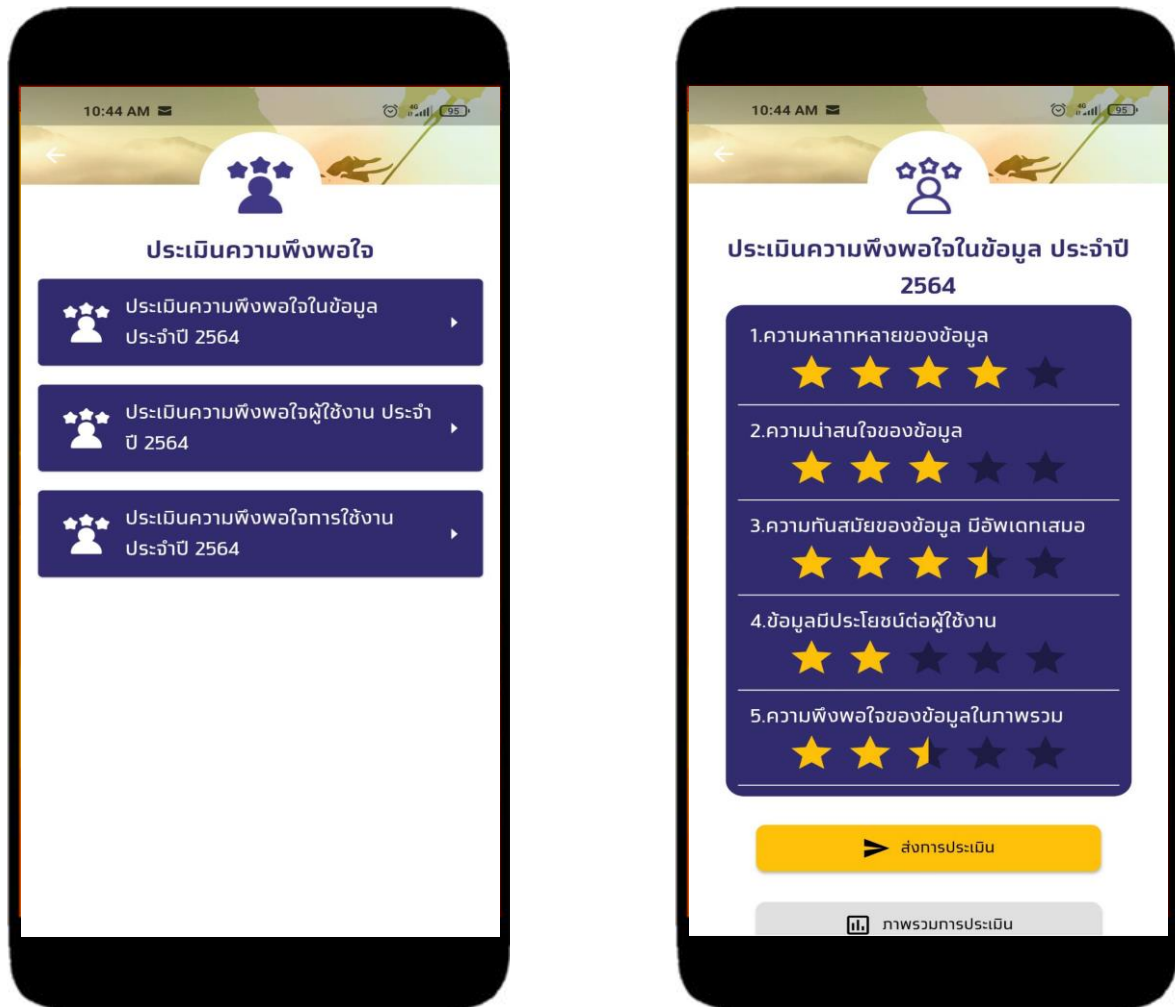 10:44 AM
4G
95
ประเมินความพึงพอใจ
ประเมินความพึงพอใจในข้อมูล
ประจำปี 2564
ประเมินความพึงพอใจผู้ใช้งาน ประจำ
ปี 2564
ประเมินความพึงพอใจการใช้งาน
ประจำปี 2564
10:44 AM
4G
95
ประเมินความพึงพอใจในข้อมูล ประจำปี
2564
1.ความหลากหลายของข้อมูล
2.ความน่าสนใจของข้อมูล
3.ความทันสมัยของข้อมูล มีอัพเดทเสมอ
4.ข้อมูลมีประโยชน์ต่อผู้ใช้งาน
5.ความพึงพอใจของข้อมูลในภาพรวม
ส่งการประเมิน
ภาพรวมการประเมิน